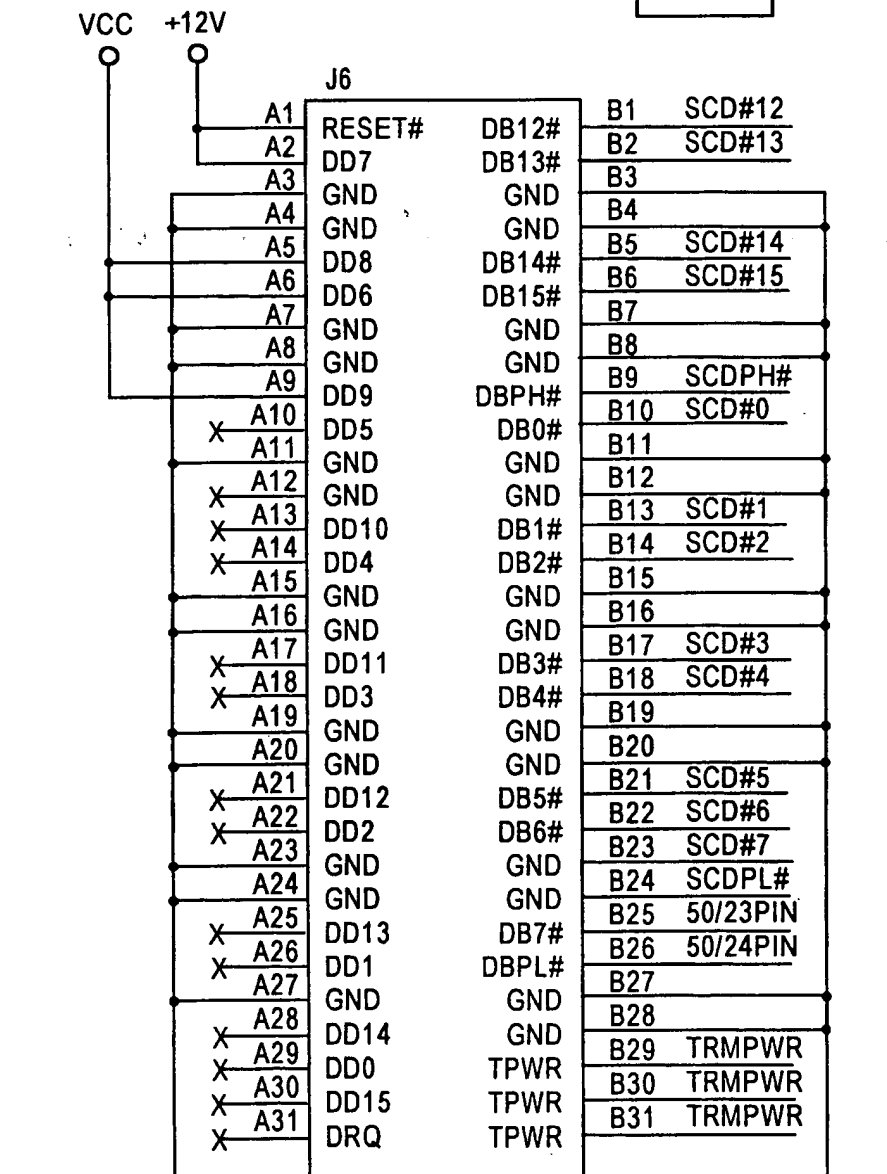 VCC +12V
J6
A1 RESET# DB12# B1 SCD#12
A2 DD7 DB13# B2 SCD#13
A3 GND GND B3
A4 GND GND B4
A5 DD8 DB14# B5 SCD#14
A6 DD6 DB15# B6 SCD#15
A7 GND GND B7
A8 GND GND B8
A9 DD9 DBPH# B9 SCDPH#
A10 DD5 DB0# B10 SCD#0
A11 GND GND B11
A12 GND GND B12
A13 DD10 DB1# B13 SCD#1
A14 DD4 DB2# B14 SCD#2
A15 GND GND B15
A16 GND GND B16
A17 DD11 DB3# B17 SCD#3
A18 DD3 DB4# B18 SCD#4
A19 GND GND B19
A20 GND GND B20
A21 DD12 DB5# B21 SCD#5
A22 DD2 DB6# B22 SCD#6
A23 GND GND B23 SCD#7
A24 GND GND B24 SCDPL#
A25 DD13 DB7# B25 50/23PIN
A26 DD1 DBPL# B26 50/24PIN
A27 GND GND B27
A28 DD14 GND B28
A29 DD0 TPWR B29 TRMPWR
A30 DD15 TPWR B30 TRMPWR
A31 DRQ TPWR B31 TRMPWR